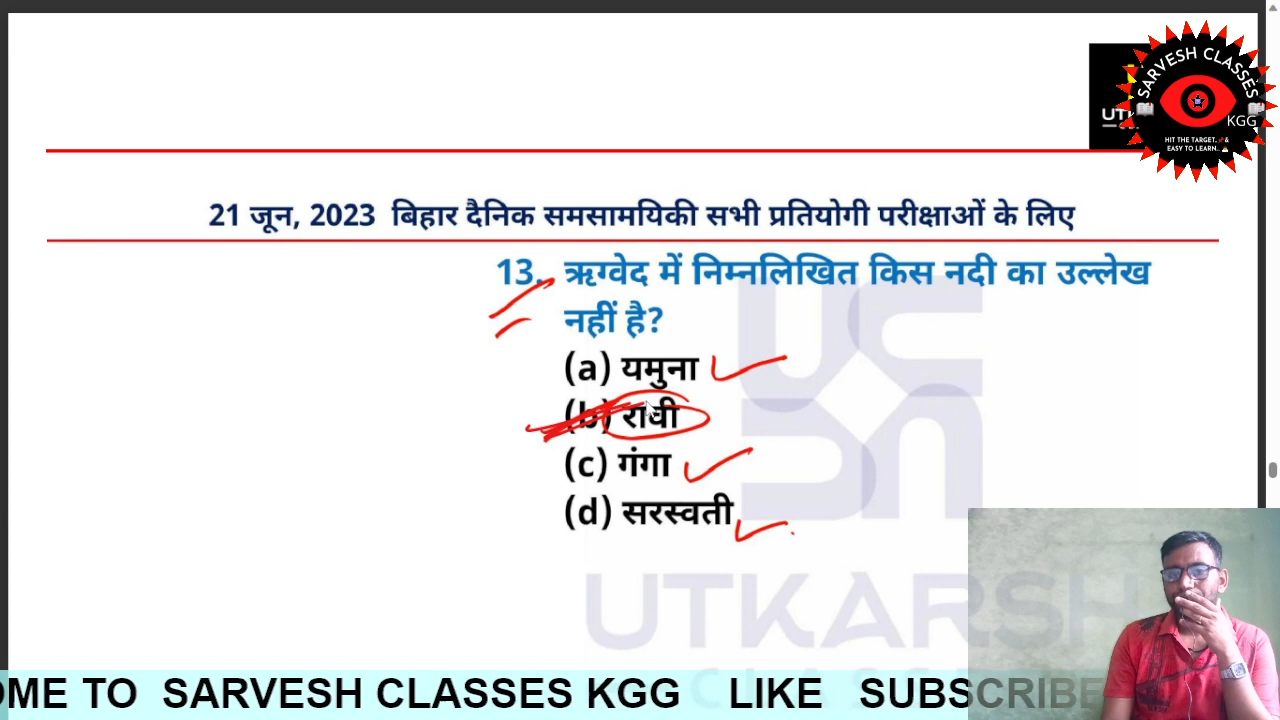 SARVESH CLASSES
KGG
HIT THE TARGET. &
EASY TO LEARN..
UT
21 जून, 2023 बिहार दैनिक समसामयिकी सभी प्रतियोगी परीक्षाओं के लिए
13. ऋग्वेद में निम्नलिखित किस नदी का उल्लेख
नहीं है?
(a) यमुना
(b) राधी
(c) गंगा
(d) सरस्वती
UTKARSH
OME TO SARVESH CLASSES KGG LIKE SUBSCRIBE